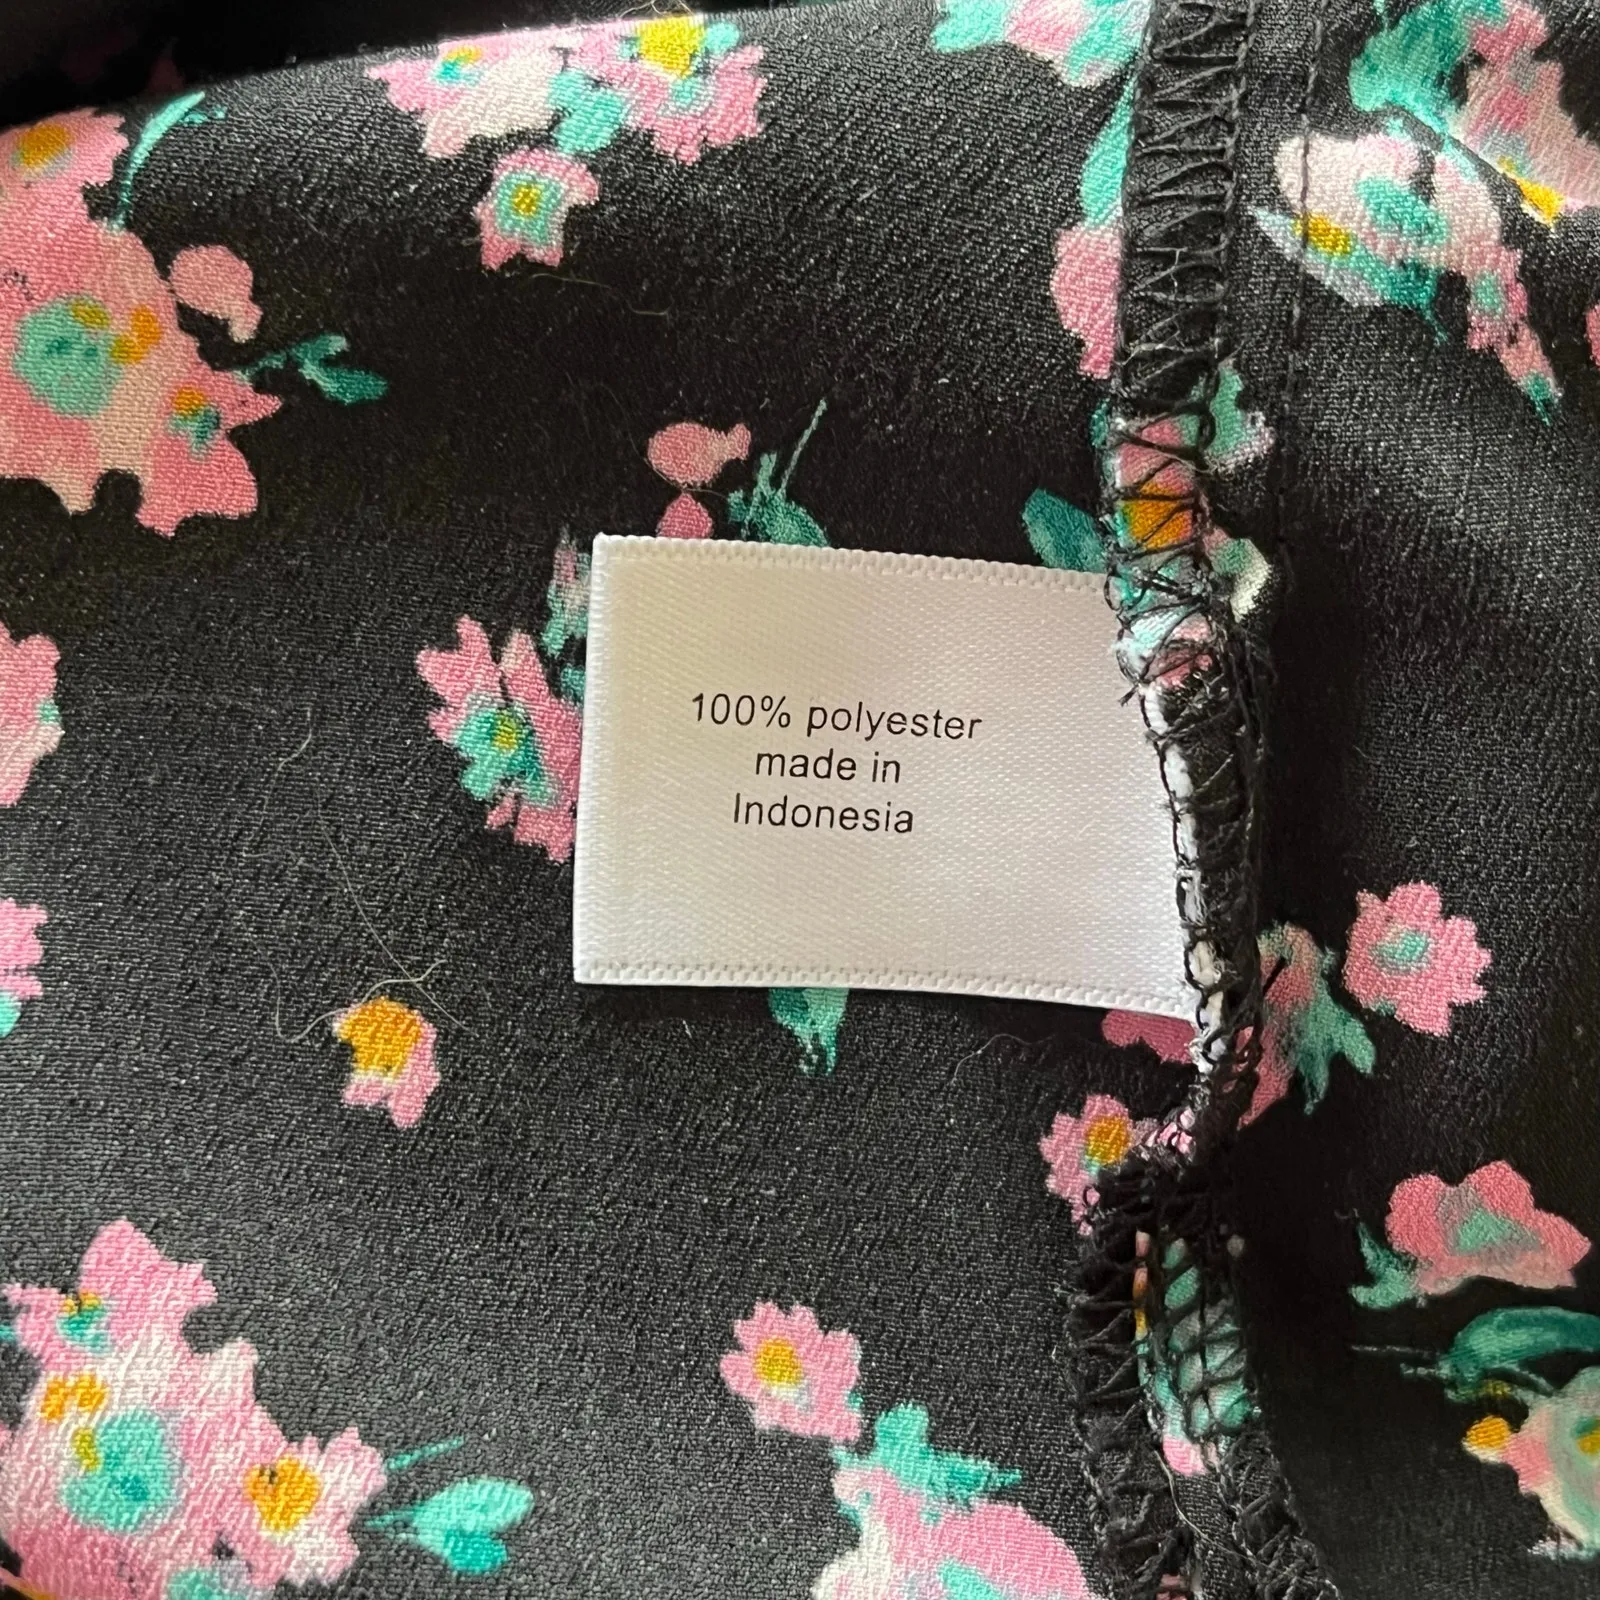 100% polyester
made in
Indonesia